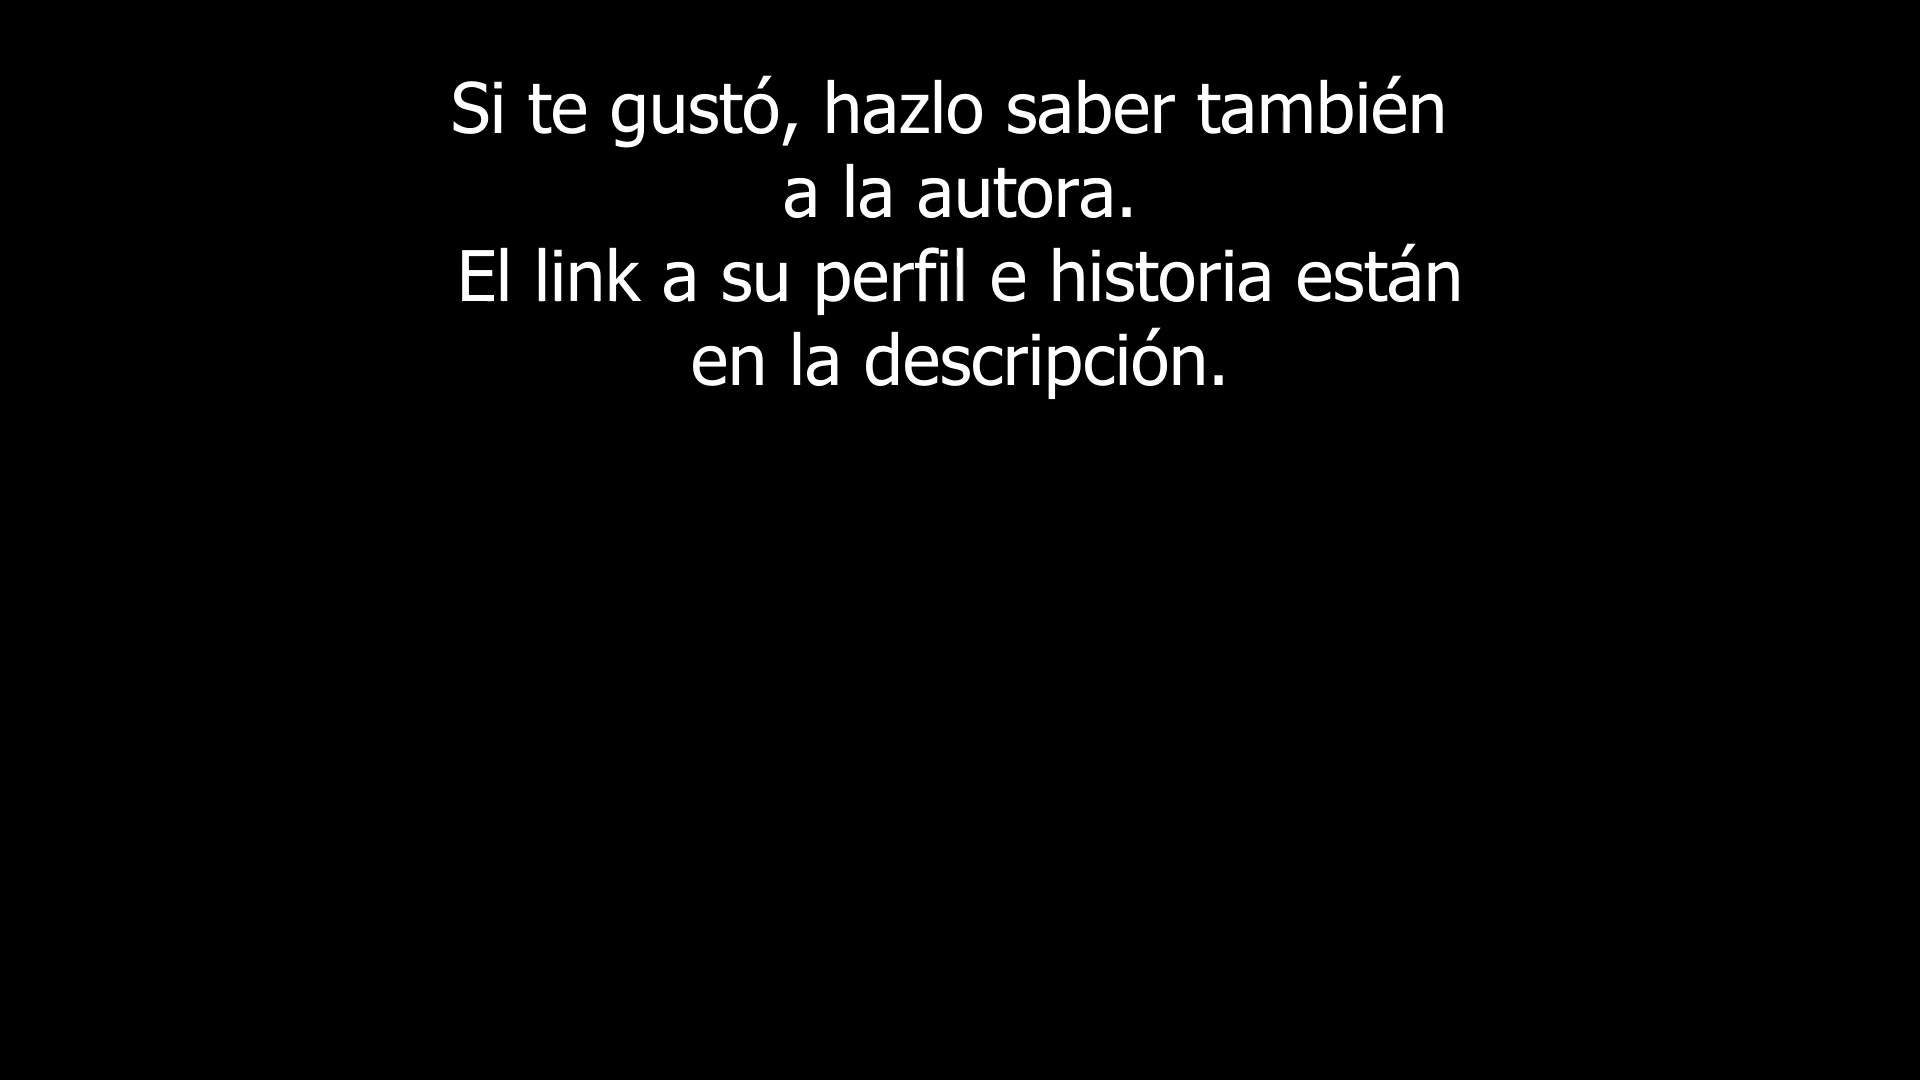 Si te gustó, hazlo saber también
a la autora.
El link a su perfil e historia están
en la descripción.